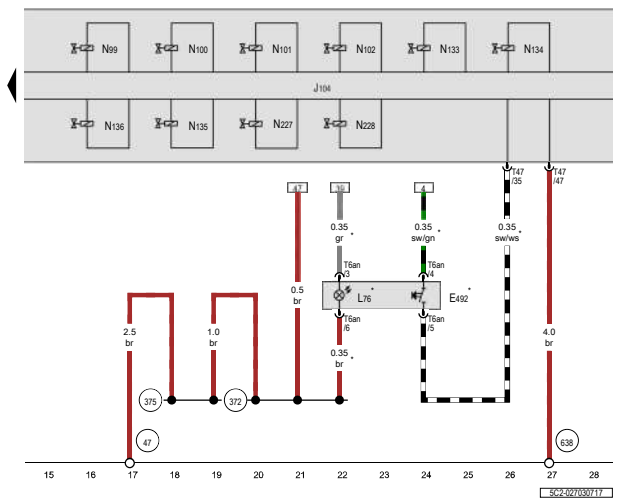 N99 N100 N101 N102 N133 N134
J104
N136 N135 N227 N228
T47
/35
T47
/47
47 39 4
0.35
gr *
0.35 *
sw/gn
0.35 *
sw/ws
T6an
/3
T6an
/4
0.5
br
L76 * E492 *
T6an
/6
T6an
/5
2.5
br
1.0
br
0.35 *
br
4.0
br
375 372
47 638
15 16 17 18 19 20 21 22 23 24 25 26 27 28
5C2-027030717